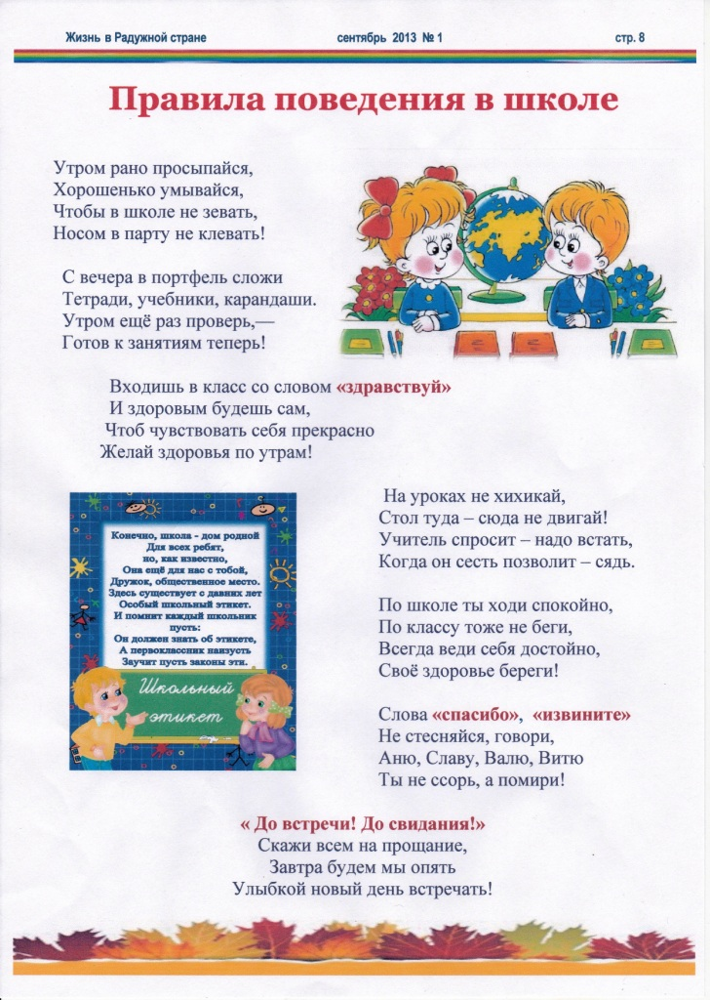 Жизнь в Радужной стране сентябрь 2013 № 1 стр. 8
Правила поведения в школе
Утром рано просыпайся,
Хорошенько умывайся,
Чтобы в школе не зевать,
Носом в парту не клевать!
С вечера в портфель сложи
Тетради, учебники, карандаши.
Утром ещё раз проверь,—
Готов к занятиям теперь!
Входишь в класс со словом «здравствуй»
И здоровым будешь сам,
Чтоб чувствовать себя прекрасно
Желай здоровья по утрам!
Конечно, школа - дом родной
Для всех ребят,
но, как известно,
Она ещё для нас с тобой,
Дружок, общественное место.
Здесь существует с давних лет
Особый школьный этикет.
И помнит каждый школьник
пусть:
Он должен знать об этикете,
А первоклассник наизусть
Заучит пусть законы эти.
Школьный
этикет
На уроках не хихикай,
Стол туда – сюда не двигай!
Учитель спросит – надо встать,
Когда он сесть позволит – сядь.
По школе ты ходи спокойно,
По классу тоже не беги,
Всегда веди себя достойно,
Своё здоровье береги!
Слова «спасибо», «извините»
Не стесняйся, говори,
Аню, Славу, Валю, Витю
Ты не ссорь, а помири!
« До встречи! До свидания!»
Скажи всем на прощание,
Завтра будем мы опять
Улыбкой новый день встречать!